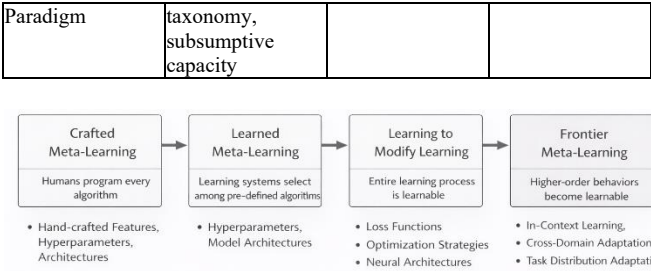 Paradigm
taxonomy,
subsumptive
capacity
Crafted
Meta-Learning
Humans program every
algorithm
• Hand-crafted Features,
Hyperparameters,
Architectures
Learned
Meta-Learning
Learning systems select
among pre-defined algoritms
• Hyperparameters,
Model Architectures
Learning to
Modify Learning
Entire learning process
is learnable
• Loss Functions
• Optimization Strategies
• Neural Architectures
Frontier
Meta-Learning
Higher-order behaviors
become learnable
• In-Context Learning,
• Cross-Domain Adaptation
• Task Distribution Adaptati